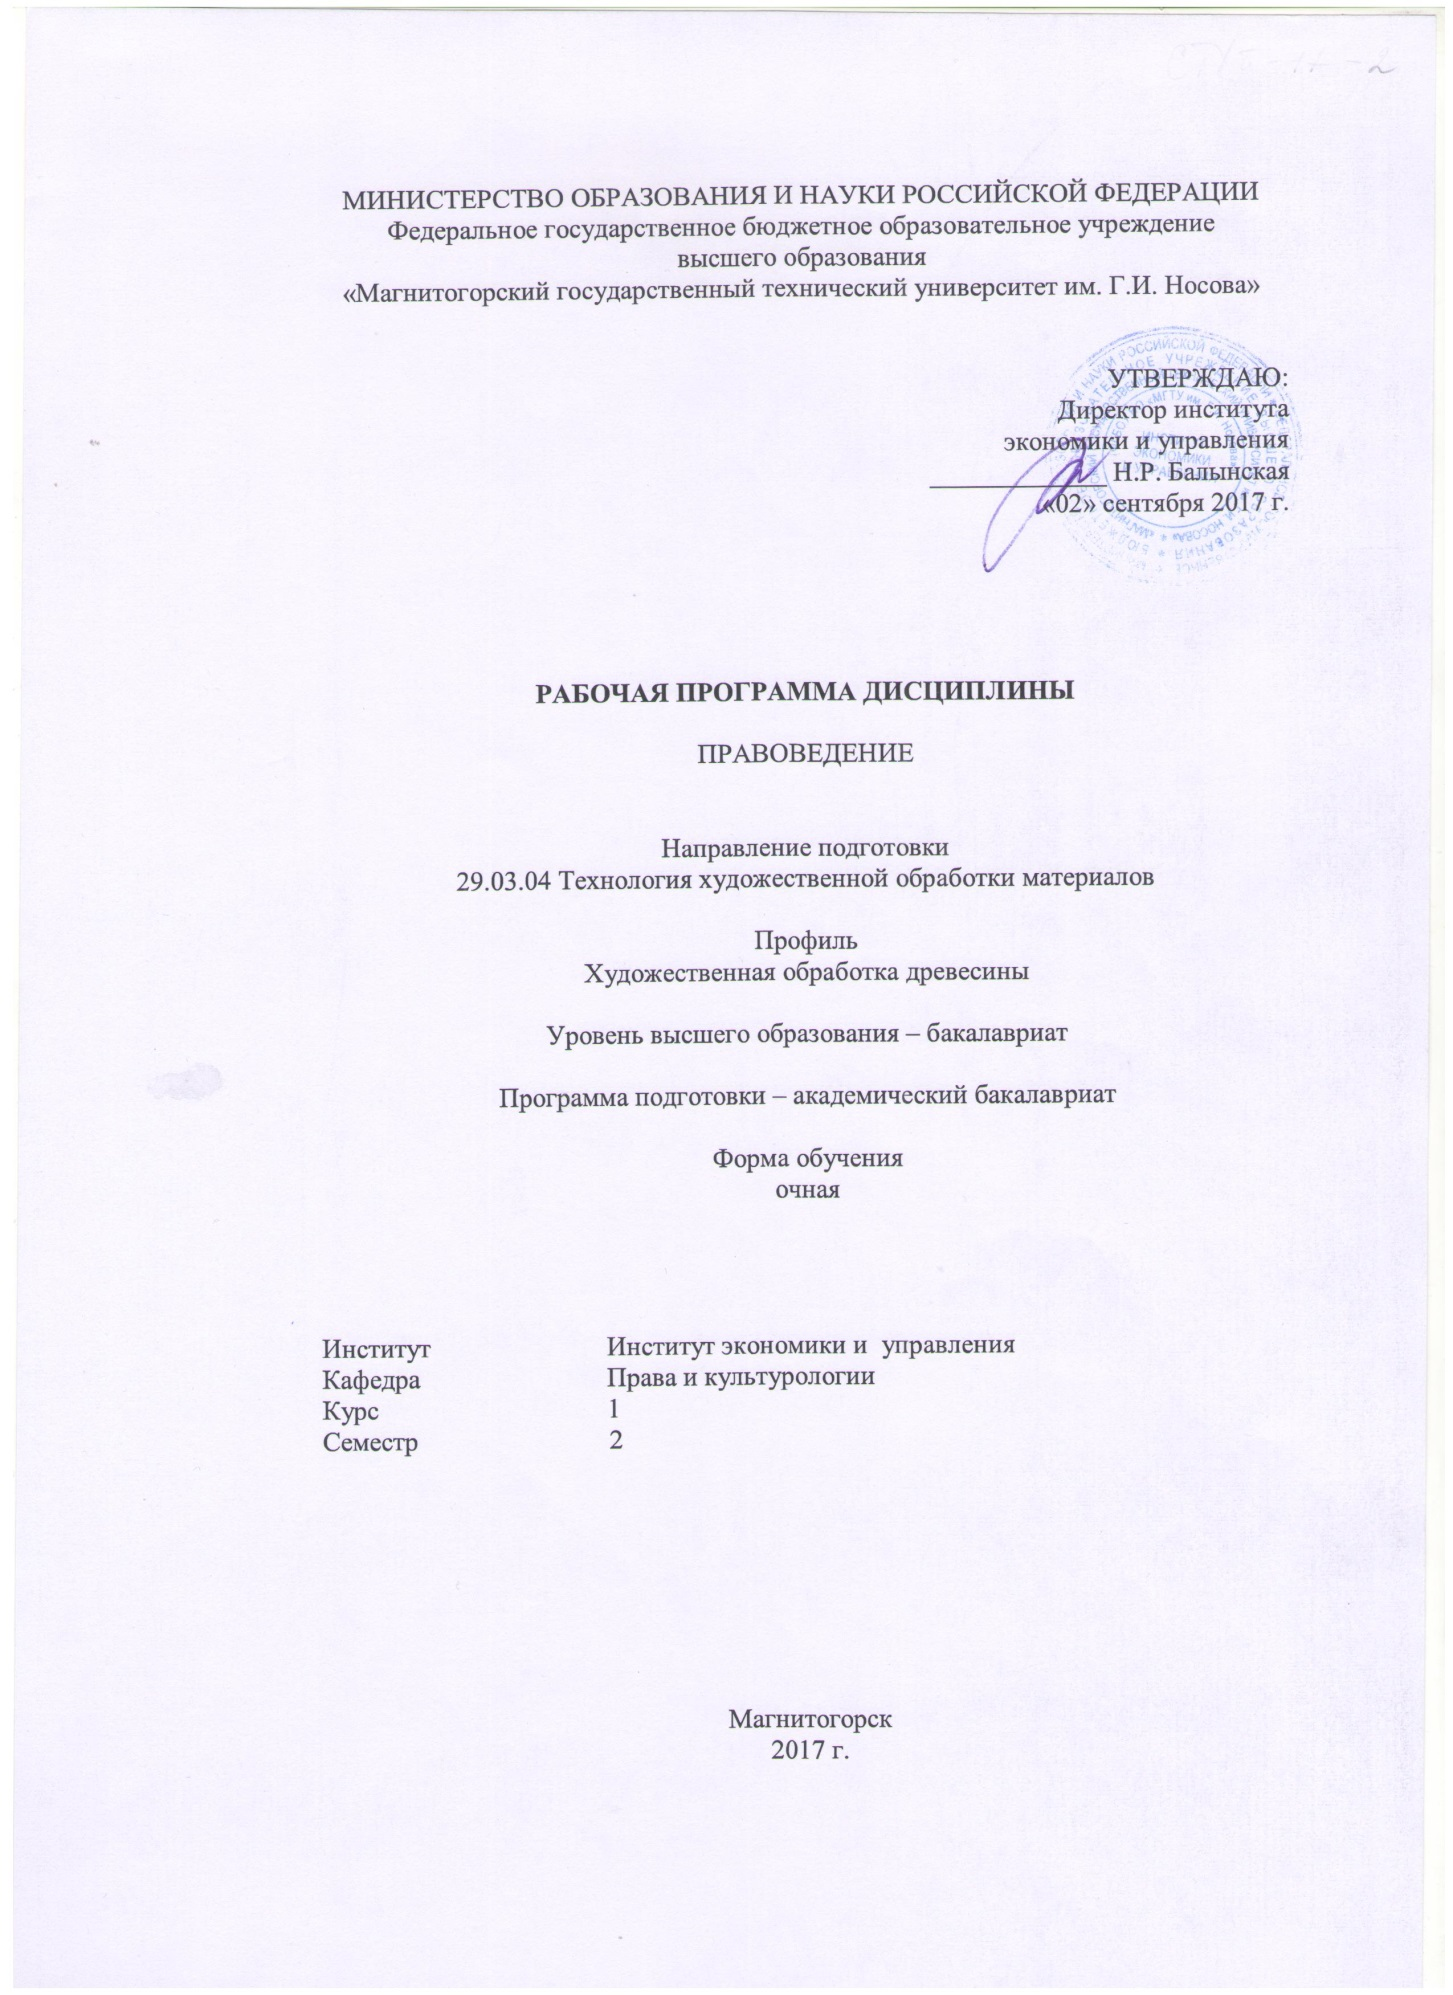 МИНИСТЕРСТВО ОБРАЗОВАНИЯ И НАУКИ РОССИЙСКОЙ ФЕДЕРАЦИИ
Федеральное государственное бюджетное образовательное учреждение
высшего образования
«Магнитогорский государственный технический университет им. Г.И. Носова»
УТВЕРЖДАЮ:
Директор института
экономики и управления
Н.Р. Балынская
«02» сентября 2017 г.
РАБОЧАЯ ПРОГРАММА ДИСЦИПЛИНЫ
ПРАВОВЕДЕНИЕ
Направление подготовки
29.03.04 Технология художественной обработки материалов
Профиль
Художественная обработка древесины
Уровень высшего образования – бакалавриат
Программа подготовки – академический бакалавриат
Форма обучения
очная
Институт Институт экономики и управления
Кафедра Права и культурологии
Курс 1
Семестр 2
Магнитогорск
2017 г.